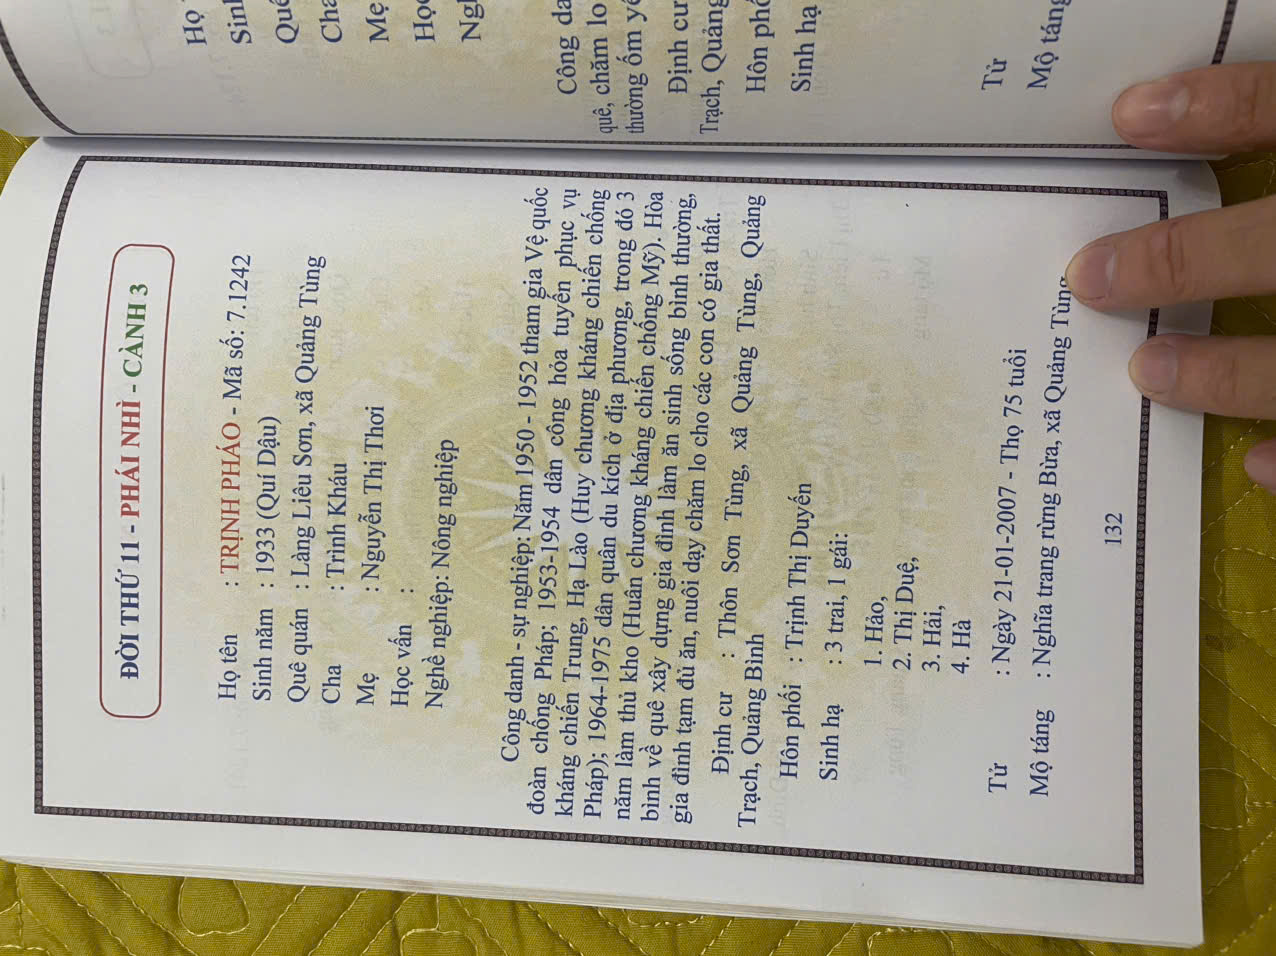 ĐỜI THỨ 11 - PHÁI NHÌ - CÀNH 3
Họ tên : TRỊNH PHÁO - Mã số: 7.1242
Sinh năm : 1933 (Quí Dậu)
Quê quán : Làng Liêu Sơn, xã Quảng Tùng
Cha : Trịnh Kháu
Mẹ : Nguyễn Thị Thơi
Học vấn :
Nghề nghiệp: Nông nghiệp
Công danh - sự nghiệp: Năm 1950 - 1952 tham gia Vệ quốc
đoàn chống Pháp; 1953-1954 dân công hỏa tuyến phục vụ
kháng chiến Trung, Hạ Lào (Huy chương kháng chiến chống
Pháp); 1964-1975 dân quân du kích ở địa phương, trong đó 3
năm làm thủ kho (Huân chương kháng chiến chống Mỹ). Hòa
bình về quê xây dựng gia đình làm ăn sinh sống bình thường,
gia đình tạm đủ ăn, nuôi dạy chăm lo cho các con có gia thất.
Định cư : Thôn Sơn Tùng, xã Quảng Tùng, Quảng
Trạch, Quảng Bình
Hôn phối : Trịnh Thị Duyến
Sinh hạ : 3 trai, 1 gái:
1. Hào,
2. Thị Duệ,
3. Hải,
4. Hà
Tử : Ngày 21-01-2007 - Thọ 75 tuổi
Mộ táng : Nghĩa trang rừng Bừa, xã Quảng Tùng
132
Họ
Sinh
Quê
Cha
Mẹ
Học
Công da
quê, chăm lo
thường ốm yế
Định cư
Trạch, Quảng
Hôn phố
Sinh hạ
Tử
Mộ táng